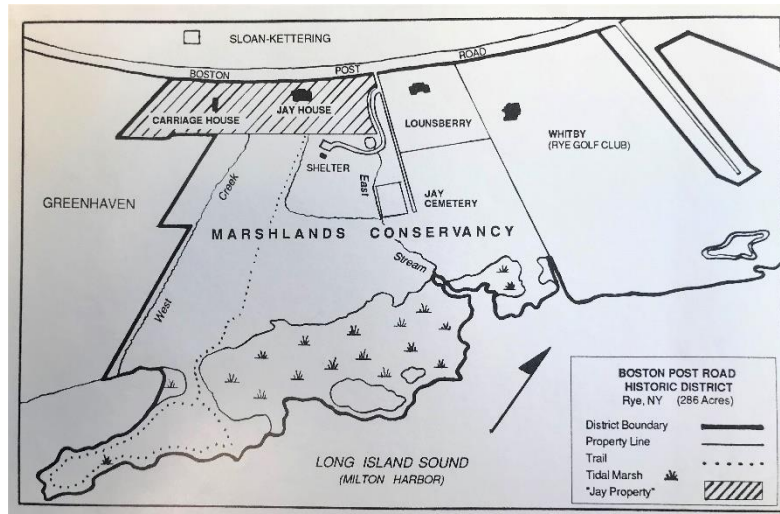 SLOAN-KETTERING
BOSTON POST ROAD
CARRIAGE HOUSE
JAY HOUSE
LOUNSBERRY
WHITBY
(RYE GOLF CLUB)
SHELTER
East
JAY
CEMETERY
GREENHAVEN
Creek
MARSHLANDS CONSERVANCY
Stream
West
LONG ISLAND SOUND
(MILTON HARBOR)
BOSTON POST ROAD
HISTORIC DISTRICT
Rye, NY (286 Acres)
District Boundary
Property Line
Trail
Tidal Marsh
"Jay Property"